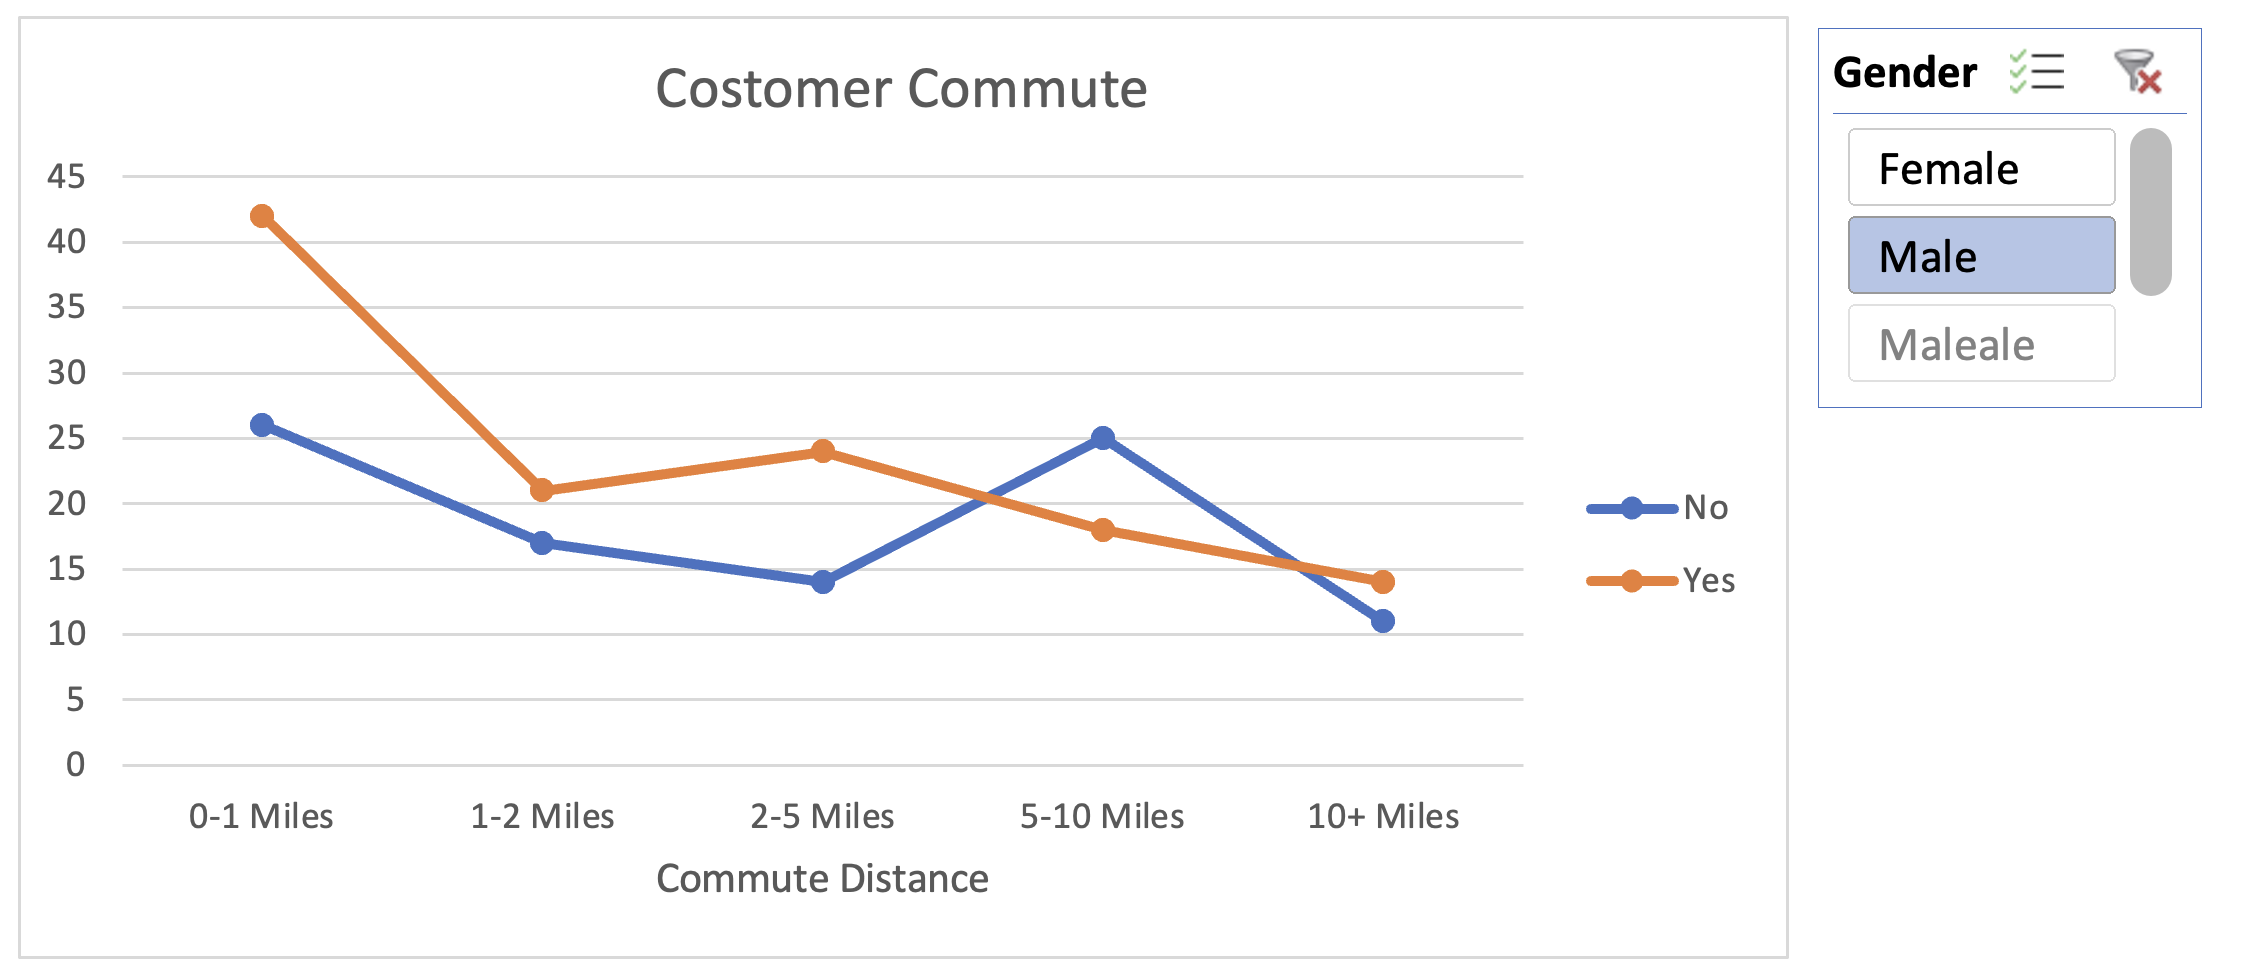 Costomer Commute
45
40
35
30
25
20
15
10
5
0
0-1 Miles
1-2 Miles
2-5 Miles
5-10 Miles
10+ Miles
Commute Distance
No
Yes
Gender
Female
Male
Maleale